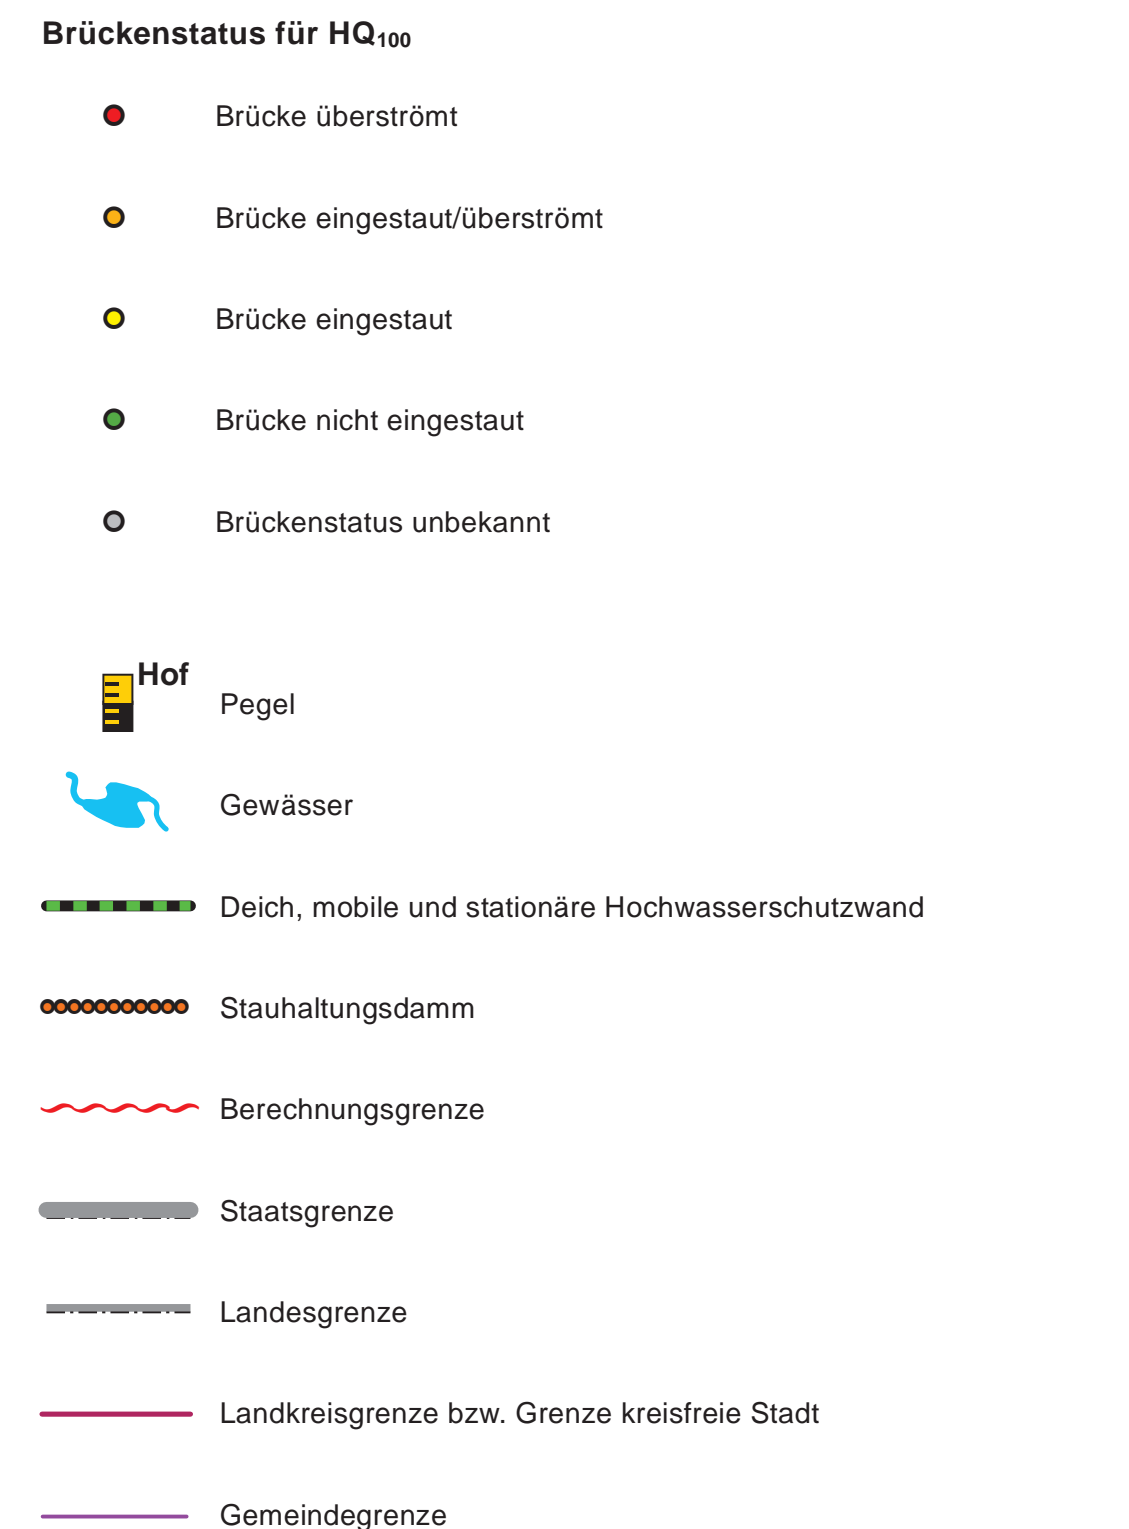 Brückenstatus für HQ₁₀₀
Brücke überströmt
Brücke eingestaut/überströmt
Brücke eingestaut
Brücke nicht eingestaut
Brückenstatus unbekannt
Hof
Pegel
Gewässer
Deich, mobile und stationäre Hochwasserschutzwand
Stauhaltungsdamm
Berechnungsgrenze
Staatsgrenze
Landesgrenze
Landkreisgrenze bzw. Grenze kreisfreie Stadt
Gemeindegrenze